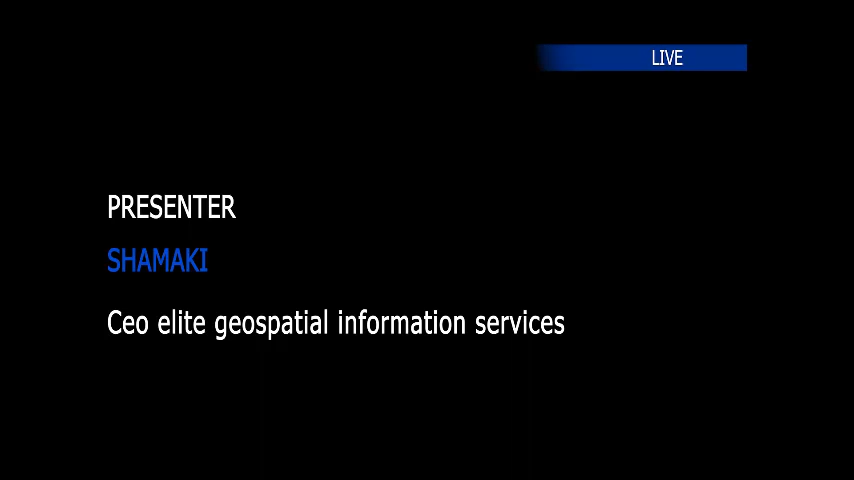 LIVE
PRESENTER
SHAMAKI
Ceo elite geospatial information services